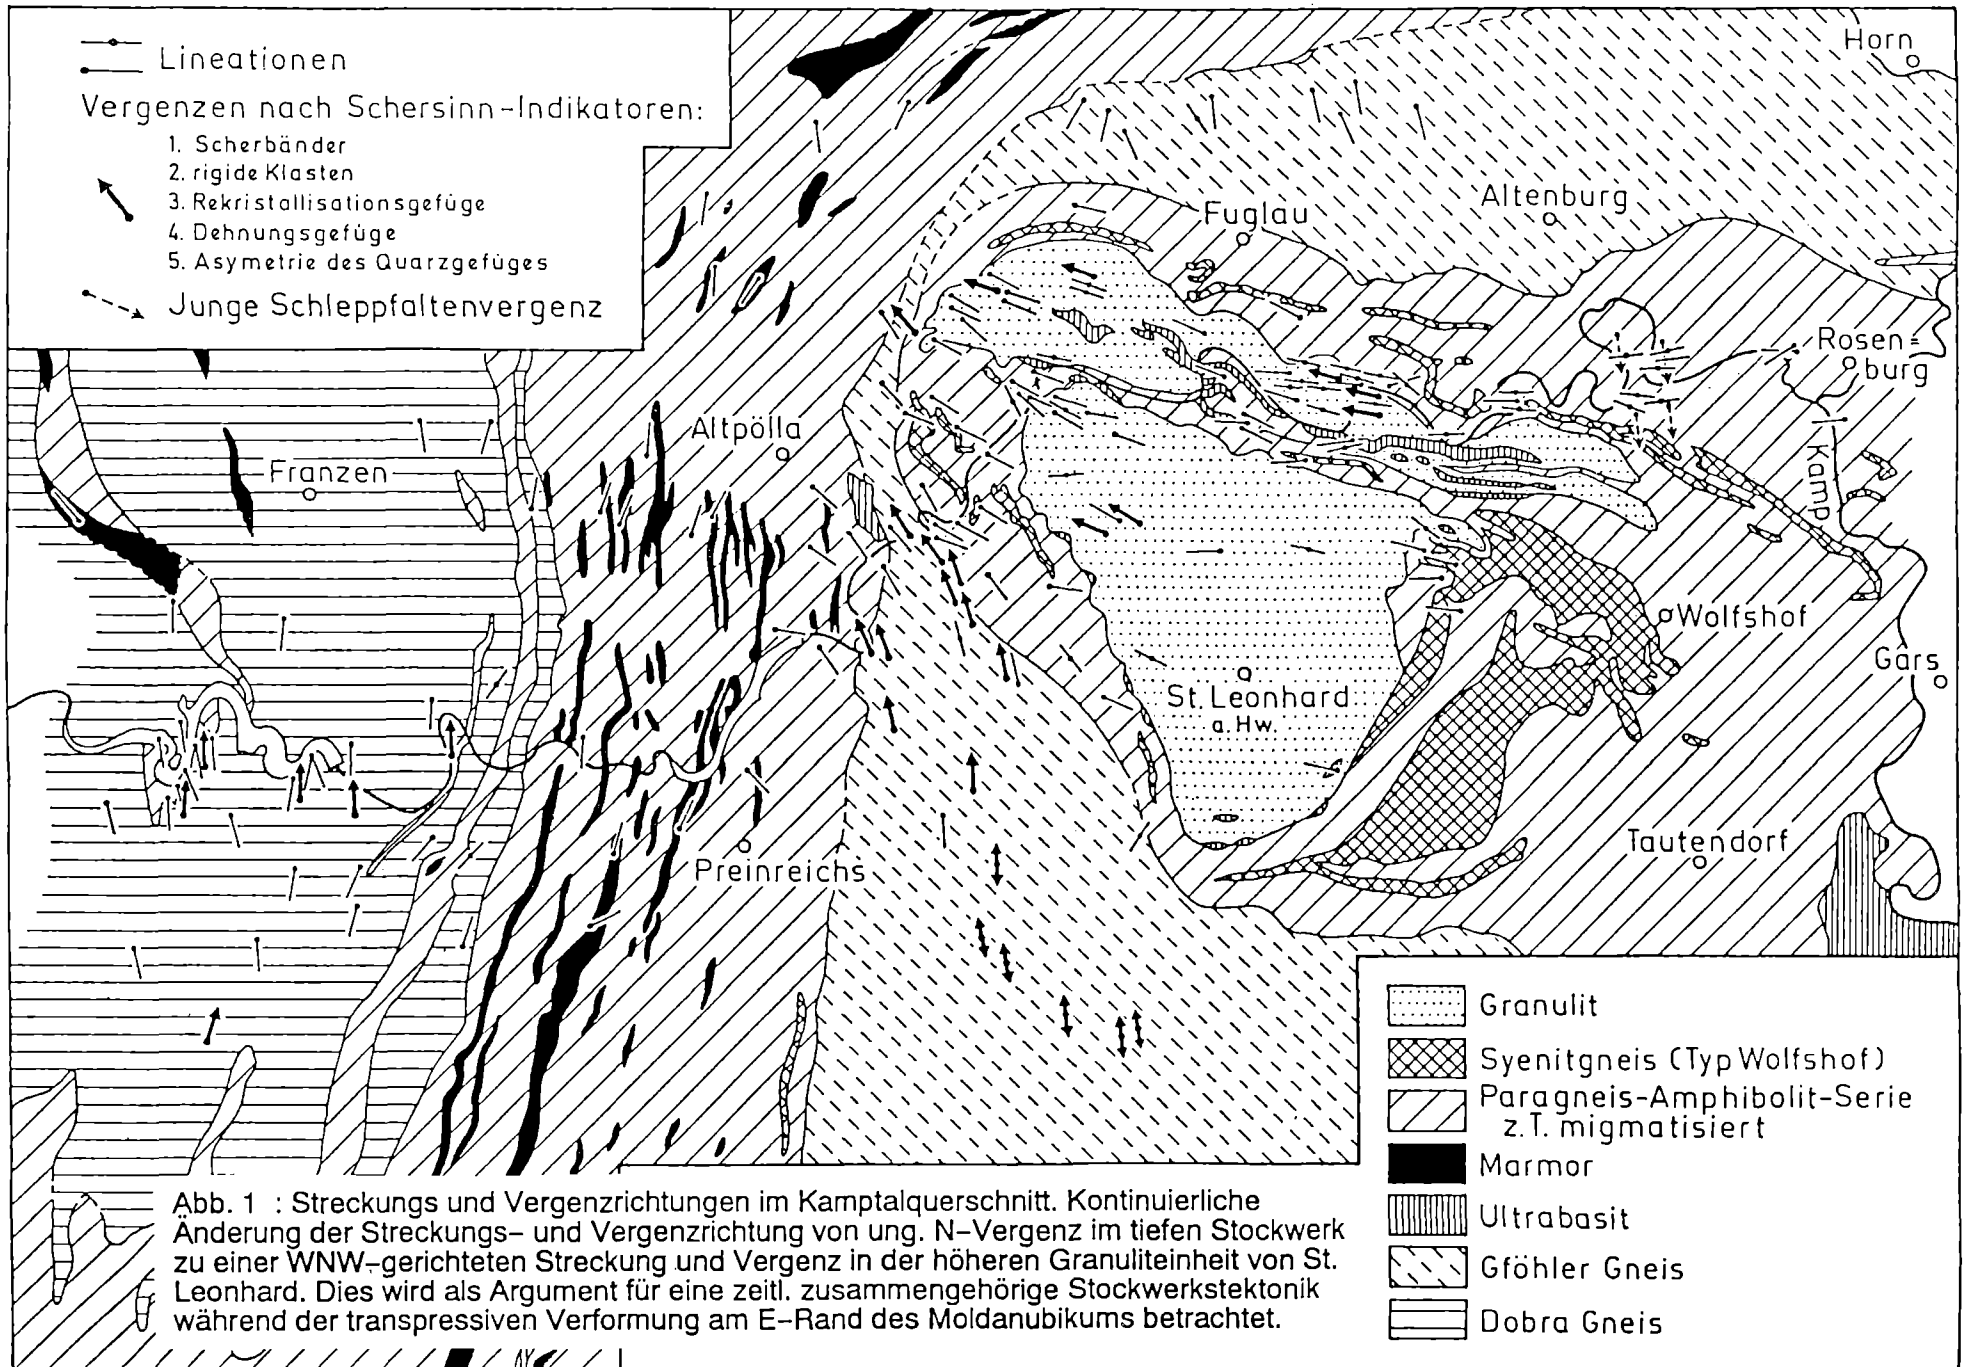 Lineationen
Vergenzen nach Schersinn-Indikatoren:
1. Scherbänder
2. rigide Klasten
3. Rekristallisationsgefüge
4. Dehnungsgefüge
5. Asymetrie des Quarzgefüges
Junge Schleppfaltenvergenz
Horn
Altenburg
Fuglau
Rosen=
burg
Altpölla
Franzen
Kamp
Wolfshof
Gars
St. Leonhard
a. Hw.
Tautendorf
Preinreichs
Granulit
Syenitgneis (Typ Wolfshof)
Paragneis-Amphibolit-Serie
z.T. migmatisiert
Marmor
Ultrabasit
Gföhler Gneis
Dobra Gneis
Abb. 1 : Streckungs und Vergenzrichtungen im Kamptalquerschnitt. Kontinuierliche
Änderung der Streckungs- und Vergenzrichtung von ung. N-Vergenz im tiefen Stockwerk
zu einer WNW-gerichteten Streckung und Vergenz in der höheren Granuliteinheit von St.
Leonhard. Dies wird als Argument für eine zeitl. zusammengehörige Stockwerkstektonik
während der transpressiven Verformung am E-Rand des Moldanubikums betrachtet.